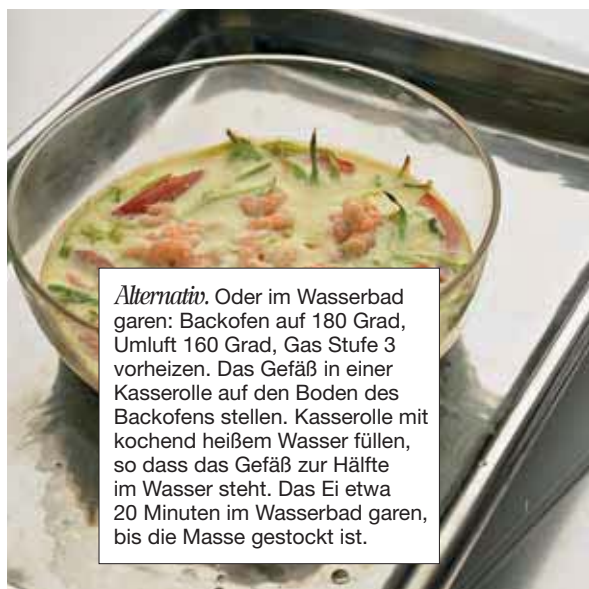 Alternativ. Oder im Wasserbad
garen: Backofen auf 180 Grad,
Umluft 160 Grad, Gas Stufe 3
vorheizen. Das Gefäß in einer
Kasserolle auf den Boden des
Backofens stellen. Kasserolle mit
kochend heißem Wasser füllen,
so dass das Gefäß zur Hälfte
im Wasser steht. Das Ei etwa
20 Minuten im Wasserbad garen,
bis die Masse gestockt ist.